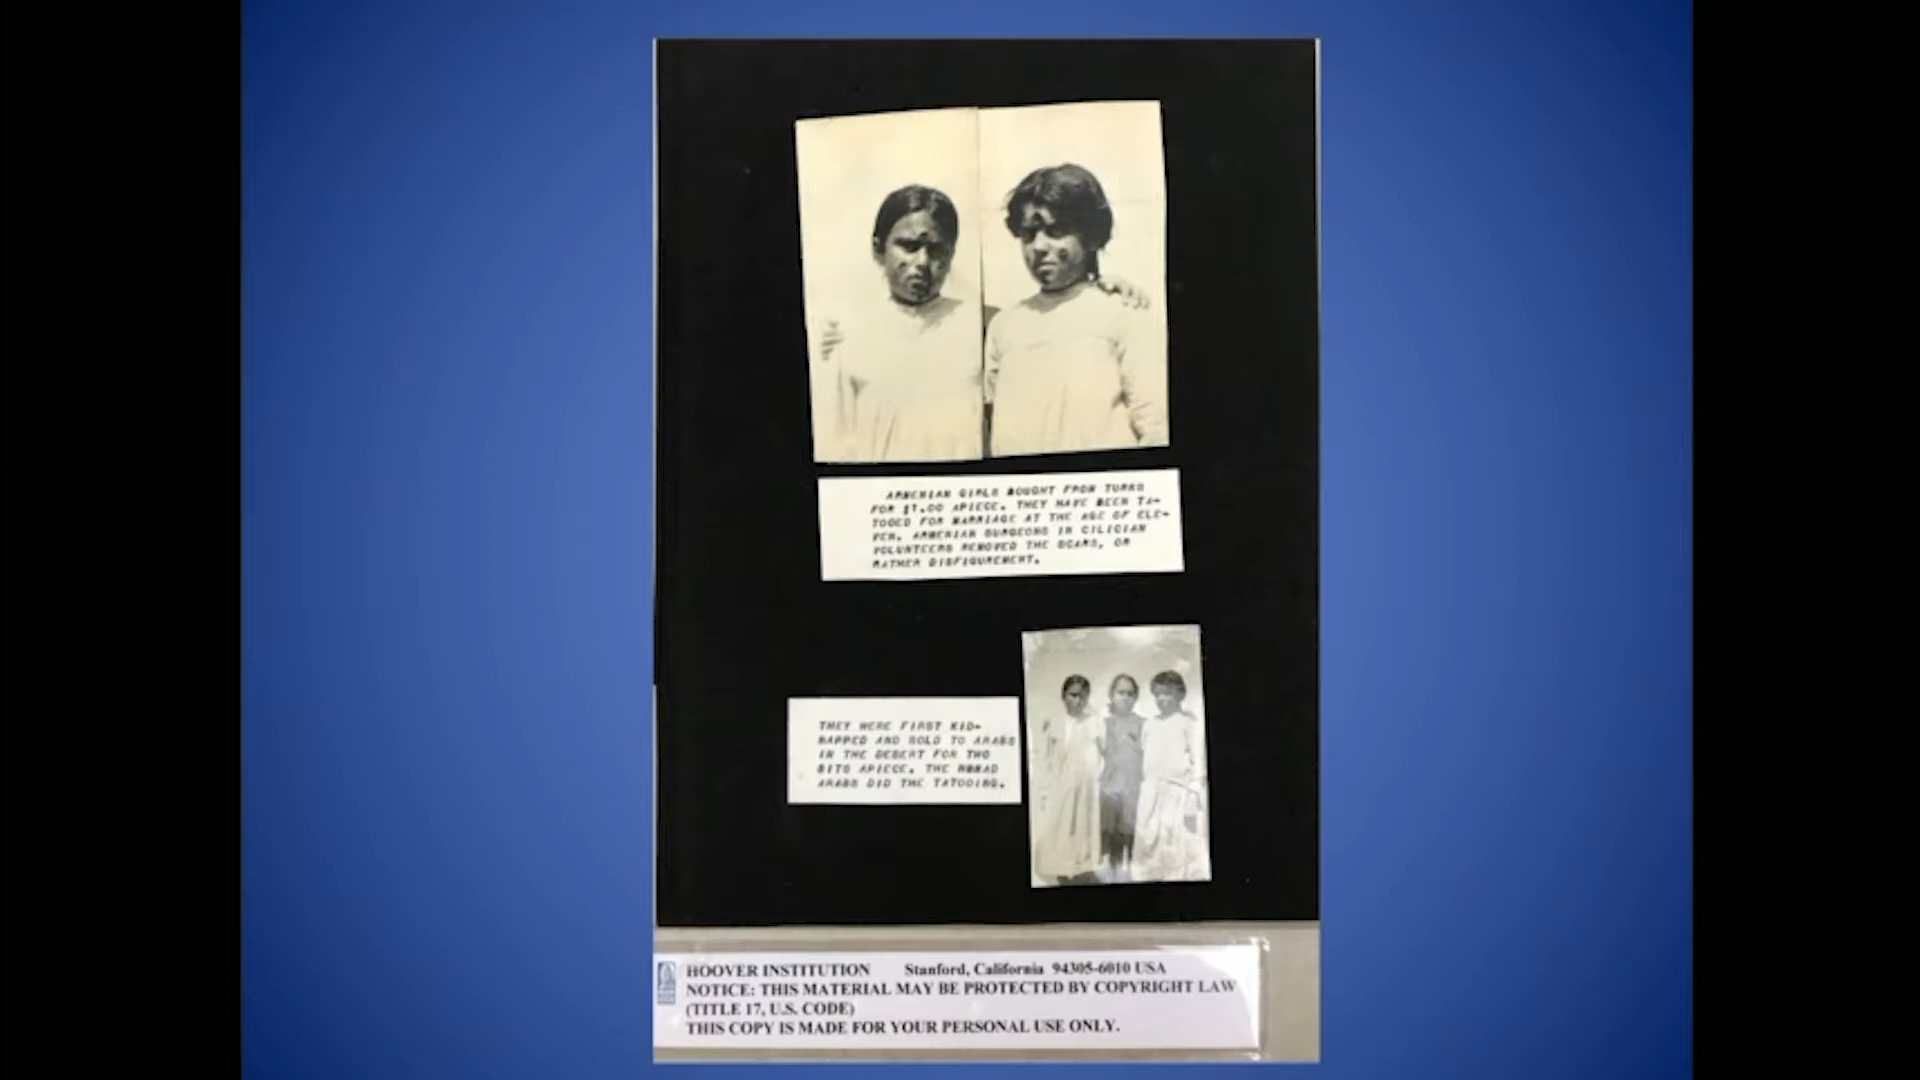 ARMENIAN GIRLS BOUGHT FROM TURKS
FOR $1.00 APIECE. THEY HAVE BEEN TA-
TOOED FOR MARRIAGE AT THE AGE OF ELE-
VEN. ARMENIAN SURGEONS IN CILICIAN
VOLUNTEERS REMOVED THE SCARS, OR
RATHER DISFIGUREMENT.
THEY WERE FIRST KID-
NAPPED AND SOLD TO ARABS
IN THE DESERT FOR TWO
BITS APIECE. THE NOMAD
ARABS DID THE TATOOING.
HOOVER INSTITUTION Stanford, California 94305-6010 USA
NOTICE: THIS MATERIAL MAY BE PROTECTED BY COPYRIGHT LAW
(TITLE 17, U.S. CODE)
THIS COPY IS MADE FOR YOUR PERSONAL USE ONLY.